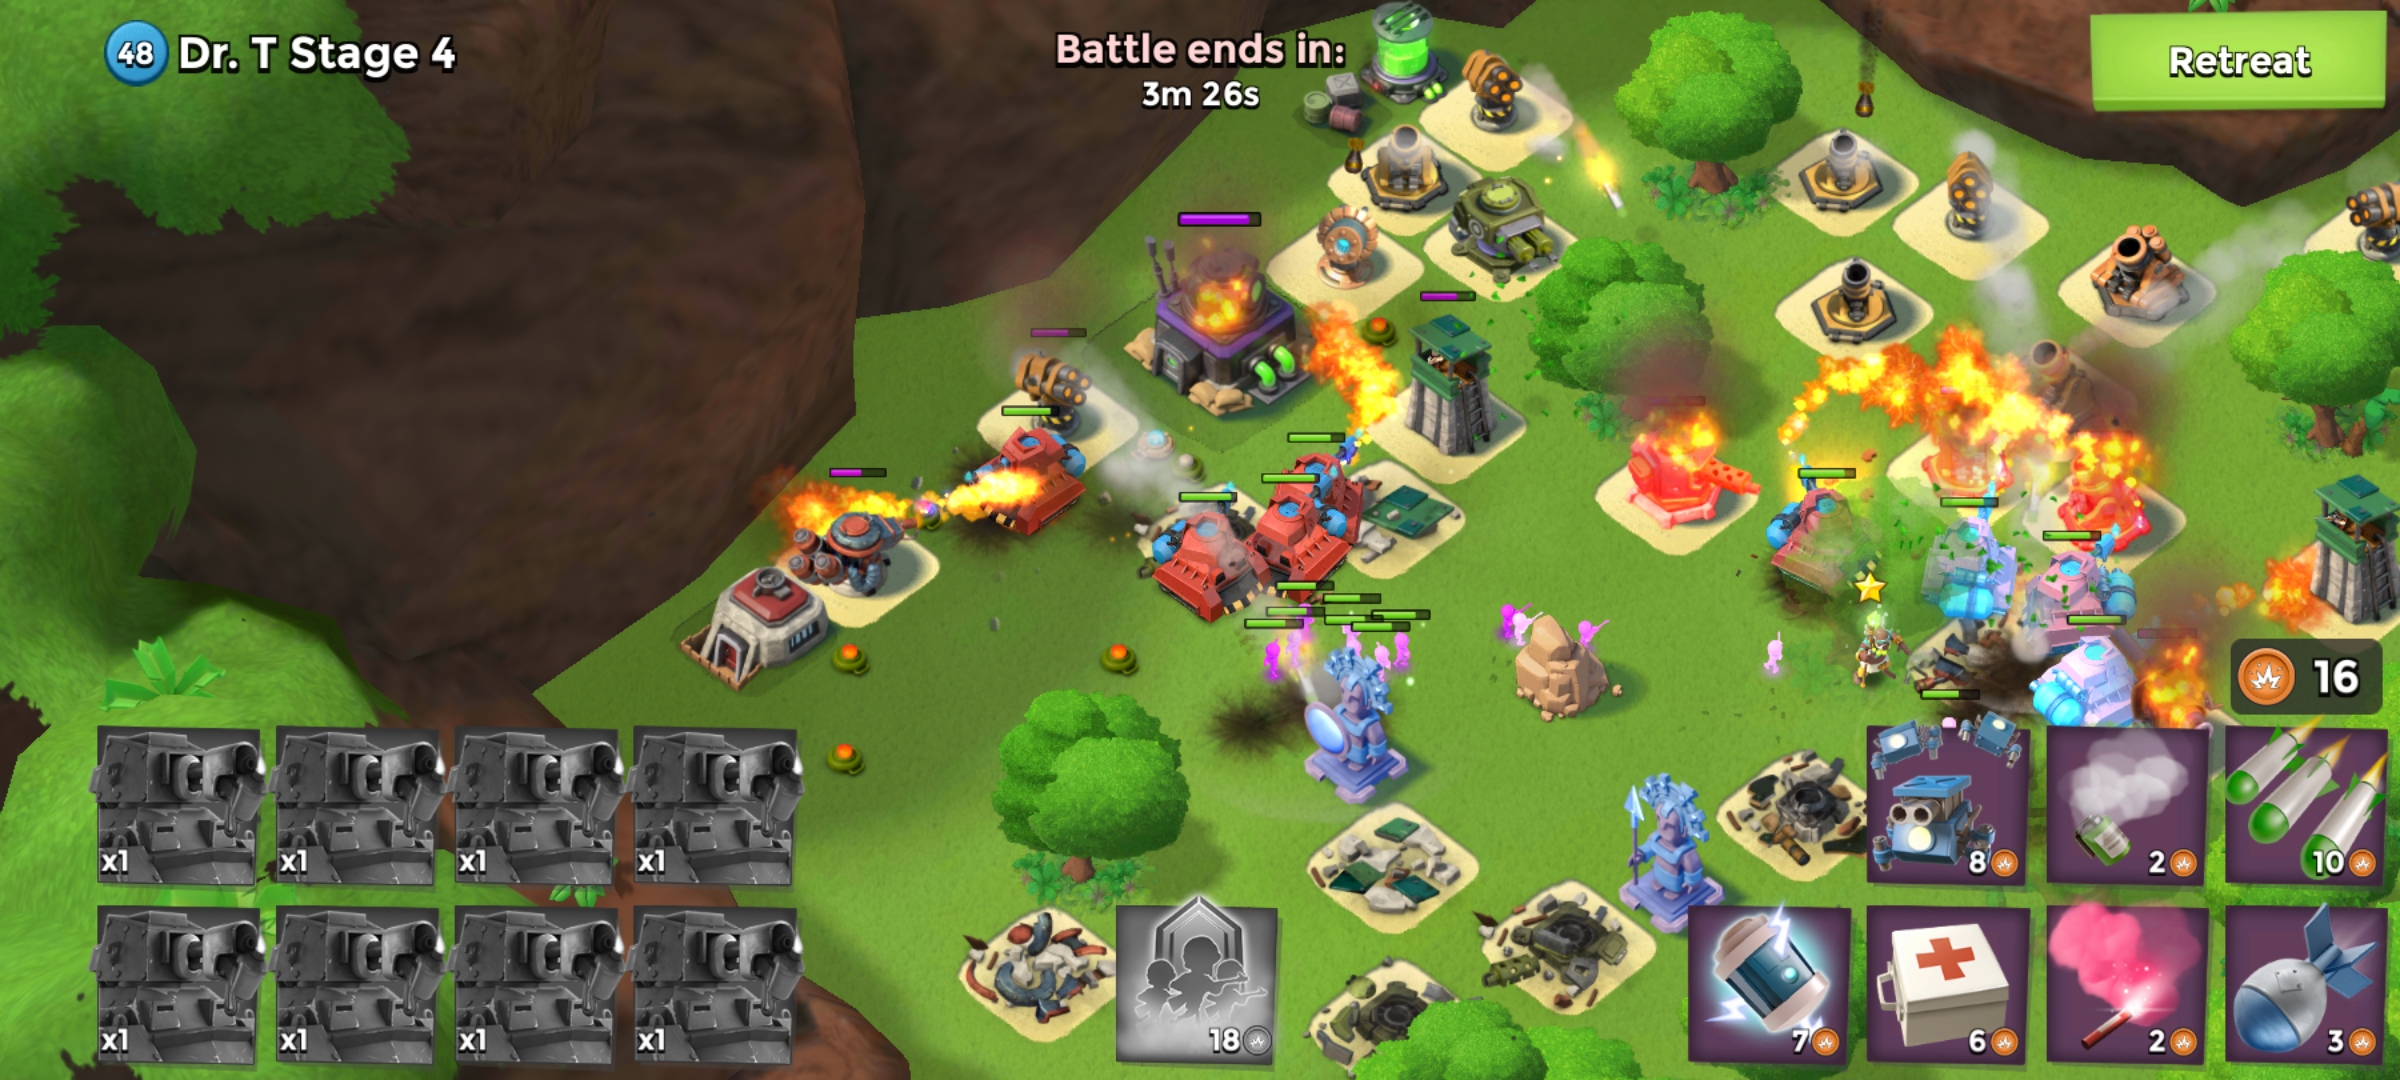 48 Dr. T Stage 4
Battle ends in:
3m 26s
Retreat
16
x1 x1 x1 x1
8 2 10
x1 x1 x1 x1
18 7 6 2 3